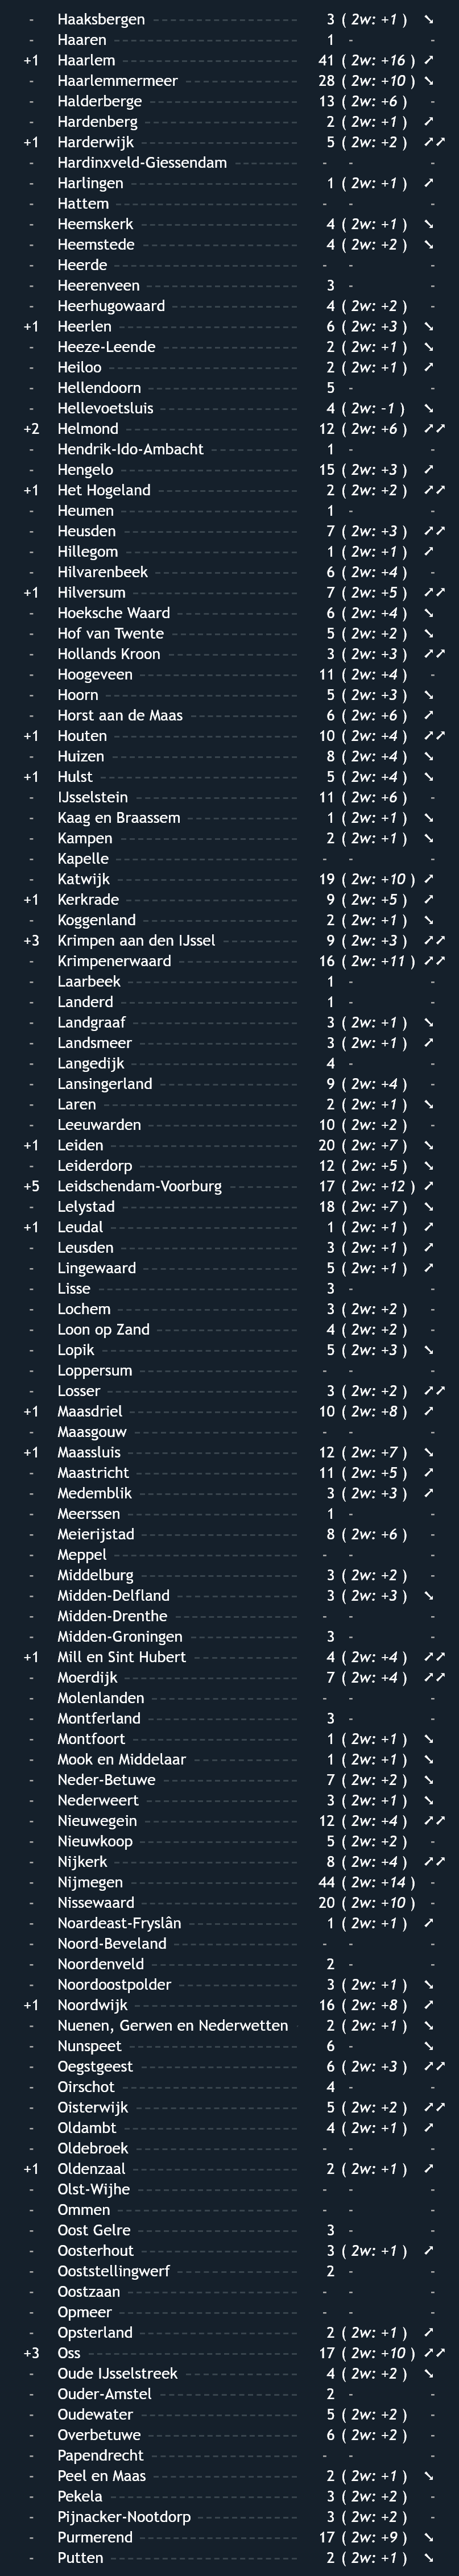 - Haaksbergen 3 ( 2w: +1 ) ➘
- Haaren 1 - -
+1 Haarlem 41 ( 2w: +16 ) ➚
- Haarlemmermeer 28 ( 2w: +10 ) ➘
- Halderberge 13 ( 2w: +6 ) -
- Hardenberg 2 ( 2w: +1 ) ➚
+1 Harderwijk 5 ( 2w: +2 ) ➚➚
- Hardinxveld-Giessendam - - -
- Harlingen 1 ( 2w: +1 ) ➚
- Hattem - - -
- Heemskerk 4 ( 2w: +1 ) ➘
- Heemstede 4 ( 2w: +2 ) ➘
- Heerde - - -
- Heerenveen 3 - -
- Heerhugowaard 4 ( 2w: +2 ) -
+1 Heerlen 6 ( 2w: +3 ) ➘
- Heeze-Leende 2 ( 2w: +1 ) ➘
- Heiloo 2 ( 2w: +1 ) ➚
- Hellendoorn 5 - -
- Hellevoetsluis 4 ( 2w: -1 ) ➘
+2 Helmond 12 ( 2w: +6 ) ➚➚
- Hendrik-Ido-Ambacht 1 - -
- Hengelo 15 ( 2w: +3 ) ➚
+1 Het Hogeland 2 ( 2w: +2 ) ➚➚
- Heumen 1 - -
- Heusden 7 ( 2w: +3 ) ➚➚
- Hillegom 1 ( 2w: +1 ) ➚
- Hilvarenbeek 6 ( 2w: +4 ) -
+1 Hilversum 7 ( 2w: +5 ) ➚➚
- Hoeksche Waard 6 ( 2w: +4 ) ➘
- Hof van Twente 5 ( 2w: +2 ) ➘
- Hollands Kroon 3 ( 2w: +3 ) ➚➚
- Hoogeveen 11 ( 2w: +4 ) -
- Hoorn 5 ( 2w: +3 ) ➘
- Horst aan de Maas 6 ( 2w: +6 ) ➚
+1 Houten 10 ( 2w: +4 ) ➚➚
- Huizen 8 ( 2w: +4 ) ➘
+1 Hulst 5 ( 2w: +4 ) ➘
- IJsselstein 11 ( 2w: +6 ) -
- Kaag en Braassem 1 ( 2w: +1 ) ➘
- Kampen 2 ( 2w: +1 ) ➘
- Kapelle - - -
- Katwijk 19 ( 2w: +10 ) ➚
+1 Kerkrade 9 ( 2w: +5 ) ➚
- Koggenland 2 ( 2w: +1 ) ➘
+3 Krimpen aan den IJssel 9 ( 2w: +3 ) ➚➚
- Krimpenerwaard 16 ( 2w: +11 ) ➚➚
- Laarbeek 1 - -
- Landerd 1 - -
- Landgraaf 3 ( 2w: +1 ) ➘
- Landsmeer 3 ( 2w: +1 ) ➚
- Langedijk 4 - -
- Lansingerland 9 ( 2w: +4 ) -
- Laren 2 ( 2w: +1 ) ➘
- Leeuwarden 10 ( 2w: +2 ) -
+1 Leiden 20 ( 2w: +7 ) ➘
- Leiderdorp 12 ( 2w: +5 ) ➘
+5 Leidschendam-Voorburg 17 ( 2w: +12 ) ➚
- Lelystad 18 ( 2w: +7 ) ➘
+1 Leudal 1 ( 2w: +1 ) ➚
- Leusden 3 ( 2w: +1 ) ➚
- Lingewaard 5 ( 2w: +1 ) ➚
- Lisse 3 - -
- Lochem 3 ( 2w: +2 ) -
- Loon op Zand 4 ( 2w: +2 ) -
- Lopik 5 ( 2w: +3 ) ➘
- Loppersum - - -
- Losser 3 ( 2w: +2 ) ➚➚
+1 Maasdriel 10 ( 2w: +8 ) ➚
- Maasgouw - - -
+1 Maassluis 12 ( 2w: +7 ) ➘
- Maastricht 11 ( 2w: +5 ) ➚
- Medemblik 3 ( 2w: +3 ) ➚
- Meerssen 1 - -
- Meierijstad 8 ( 2w: +6 ) -
- Meppel - - -
- Middelburg 3 ( 2w: +2 ) -
- Midden-Delfland 3 ( 2w: +3 ) ➘
- Midden-Drenthe - - -
- Midden-Groningen 3 - -
+1 Mill en Sint Hubert 4 ( 2w: +4 ) ➚➚
- Moerdijk 7 ( 2w: +4 ) ➚➚
- Molenlanden - - -
- Montferland 3 - -
- Montfoort 1 ( 2w: +1 ) ➘
- Mook en Middelaar 1 ( 2w: +1 ) ➘
- Neder-Betuwe 7 ( 2w: +2 ) ➘
- Nederweert 3 ( 2w: +1 ) ➘
- Nieuwegein 12 ( 2w: +4 ) ➚➚
- Nieuwkoop 5 ( 2w: +2 ) -
- Nijkerk 8 ( 2w: +4 ) ➚➚
- Nijmegen 44 ( 2w: +14 ) -
- Nissewaard 20 ( 2w: +10 ) -
- Noardeast-Fryslân 1 ( 2w: +1 ) ➚
- Noord-Beveland - - -
- Noordenveld 2 - -
- Noordoostpolder 3 ( 2w: +1 ) ➘
+1 Noordwijk 16 ( 2w: +8 ) ➚
- Nuenen, Gerwen en Nederwetten 2 ( 2w: +1 ) ➘
- Nunspeet 6 - ➘
- Oegstgeest 6 ( 2w: +3 ) ➚➚
- Oirschot 4 - -
- Oisterwijk 5 ( 2w: +2 ) ➚➚
- Oldambt 4 ( 2w: +1 ) ➚
- Oldebroek - - -
+1 Oldenzaal 2 ( 2w: +1 ) ➚
- Olst-Wijhe - - -
- Ommen - - -
- Oost Gelre 3 - -
- Oosterhout 3 ( 2w: +1 ) ➚
- Ooststellingwerf 2 - -
- Oostzaan - - -
- Opmeer - - -
- Opsterland 2 ( 2w: +1 ) ➚
+3 Oss 17 ( 2w: +10 ) ➚➚
- Oude IJsselstreek 4 ( 2w: +2 ) ➘
- Ouder-Amstel 2 - -
- Oudewater 5 ( 2w: +2 ) -
- Overbetuwe 6 ( 2w: +2 ) -
- Papendrecht - - -
- Peel en Maas 2 ( 2w: +1 ) ➘
- Pekela 3 ( 2w: +2 ) -
- Pijnacker-Nootdorp 3 ( 2w: +2 ) -
- Purmerend 17 ( 2w: +9 ) ➘
- Putten 2 ( 2w: +1 ) ➘